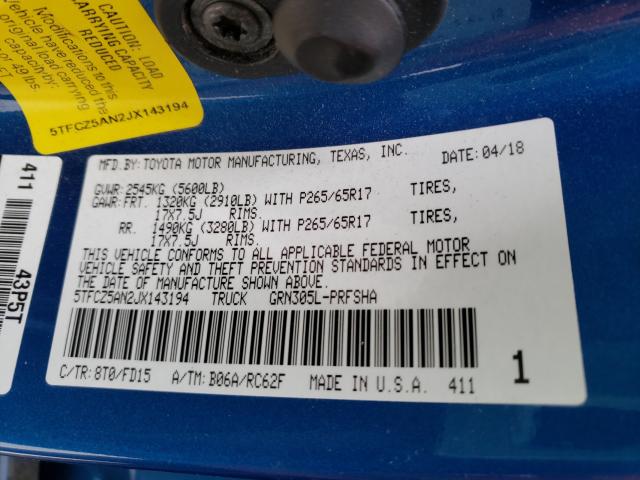 CAUTION: LOAD
CARRYING CAPACITY
REDUCED
Modifications to this
vehicle have reduced the
original load carrying
capacity by:
or 49 lbs.
5TFCZ5AN2JX143194
411
43P5T
MFD.BY:TOYOTA MOTOR MANUFACTURING, TEXAS, INC. DATE:04/18
GVWR:2545KG (5600LB)
GAWR:FRT. 1320KG (2910LB) WITH P265/65R17 TIRES,
17X7.5J RIMS.
RR. 1490KG (3280LB) WITH P265/65R17 TIRES,
17X7.5J RIMS.
THIS VEHICLE CONFORMS TO ALL APPLICABLE FEDERAL MOTOR
VEHICLE SAFETY AND THEFT PREVENTION STANDARDS IN EFFECT ON
THE DATE OF MANUFACTURE SHOWN ABOVE.
5TFCZ5AN2JX143194 TRUCK GRN305L-PRFSHA
C/TR:8T0/FD15 A/TM:B06A/RC62F MADE IN U.S.A. 411 1